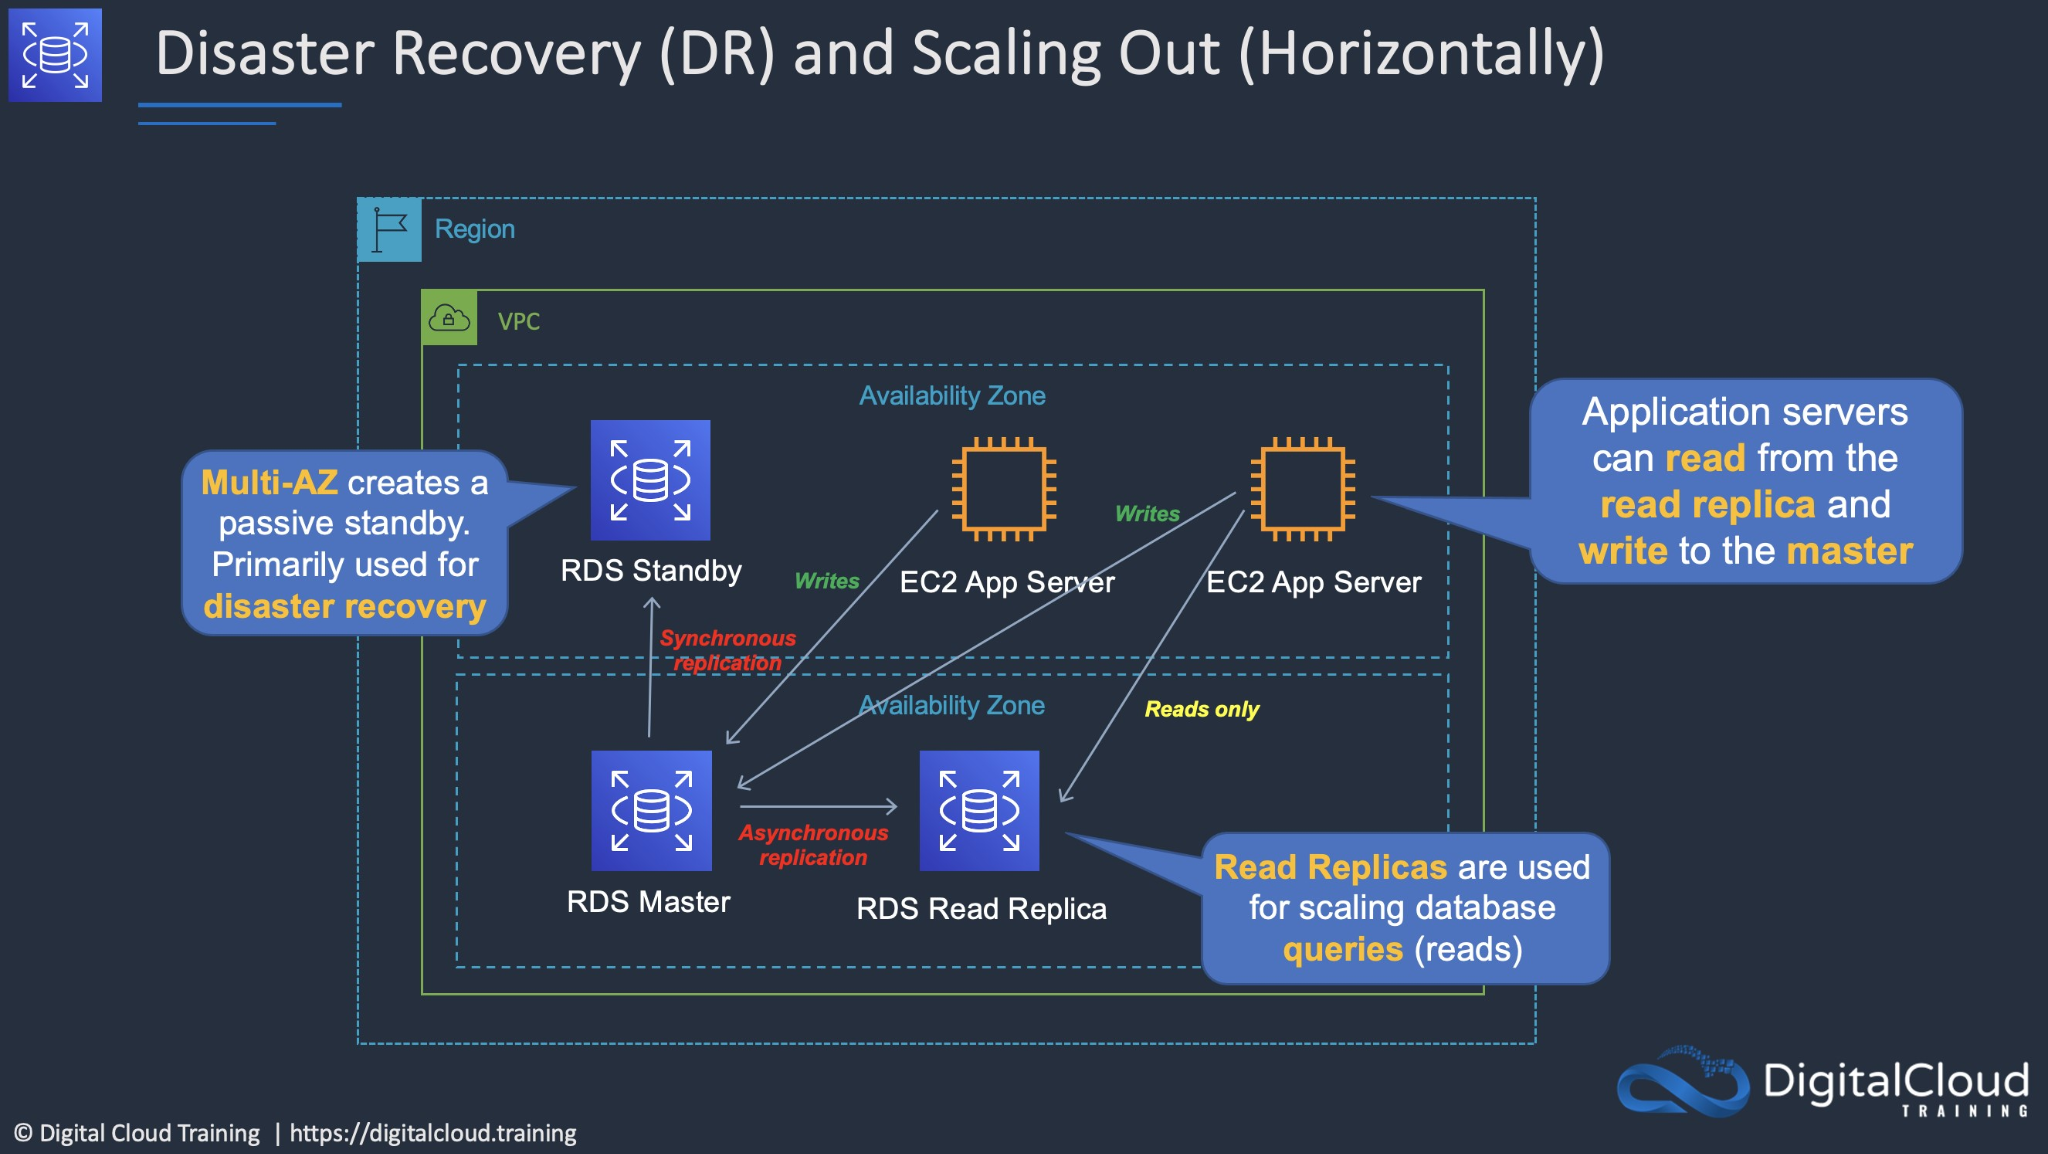 Disaster Recovery (DR) and Scaling Out (Horizontally)
Region
VPC
Availability Zone
Multi-AZ creates a
passive standby.
Primarily used for
disaster recovery
RDS Standby
EC2 App Server
EC2 App Server
Application servers
can read from the
read replica and
write to the master
Writes
Writes
Synchronous
replication
Availability Zone
Reads only
Asynchronous
replication
RDS Master
RDS Read Replica
Read Replicas are used
for scaling database
queries (reads)
DigitalCloud
TRAINING
© Digital Cloud Training | https://digitalcloud.training